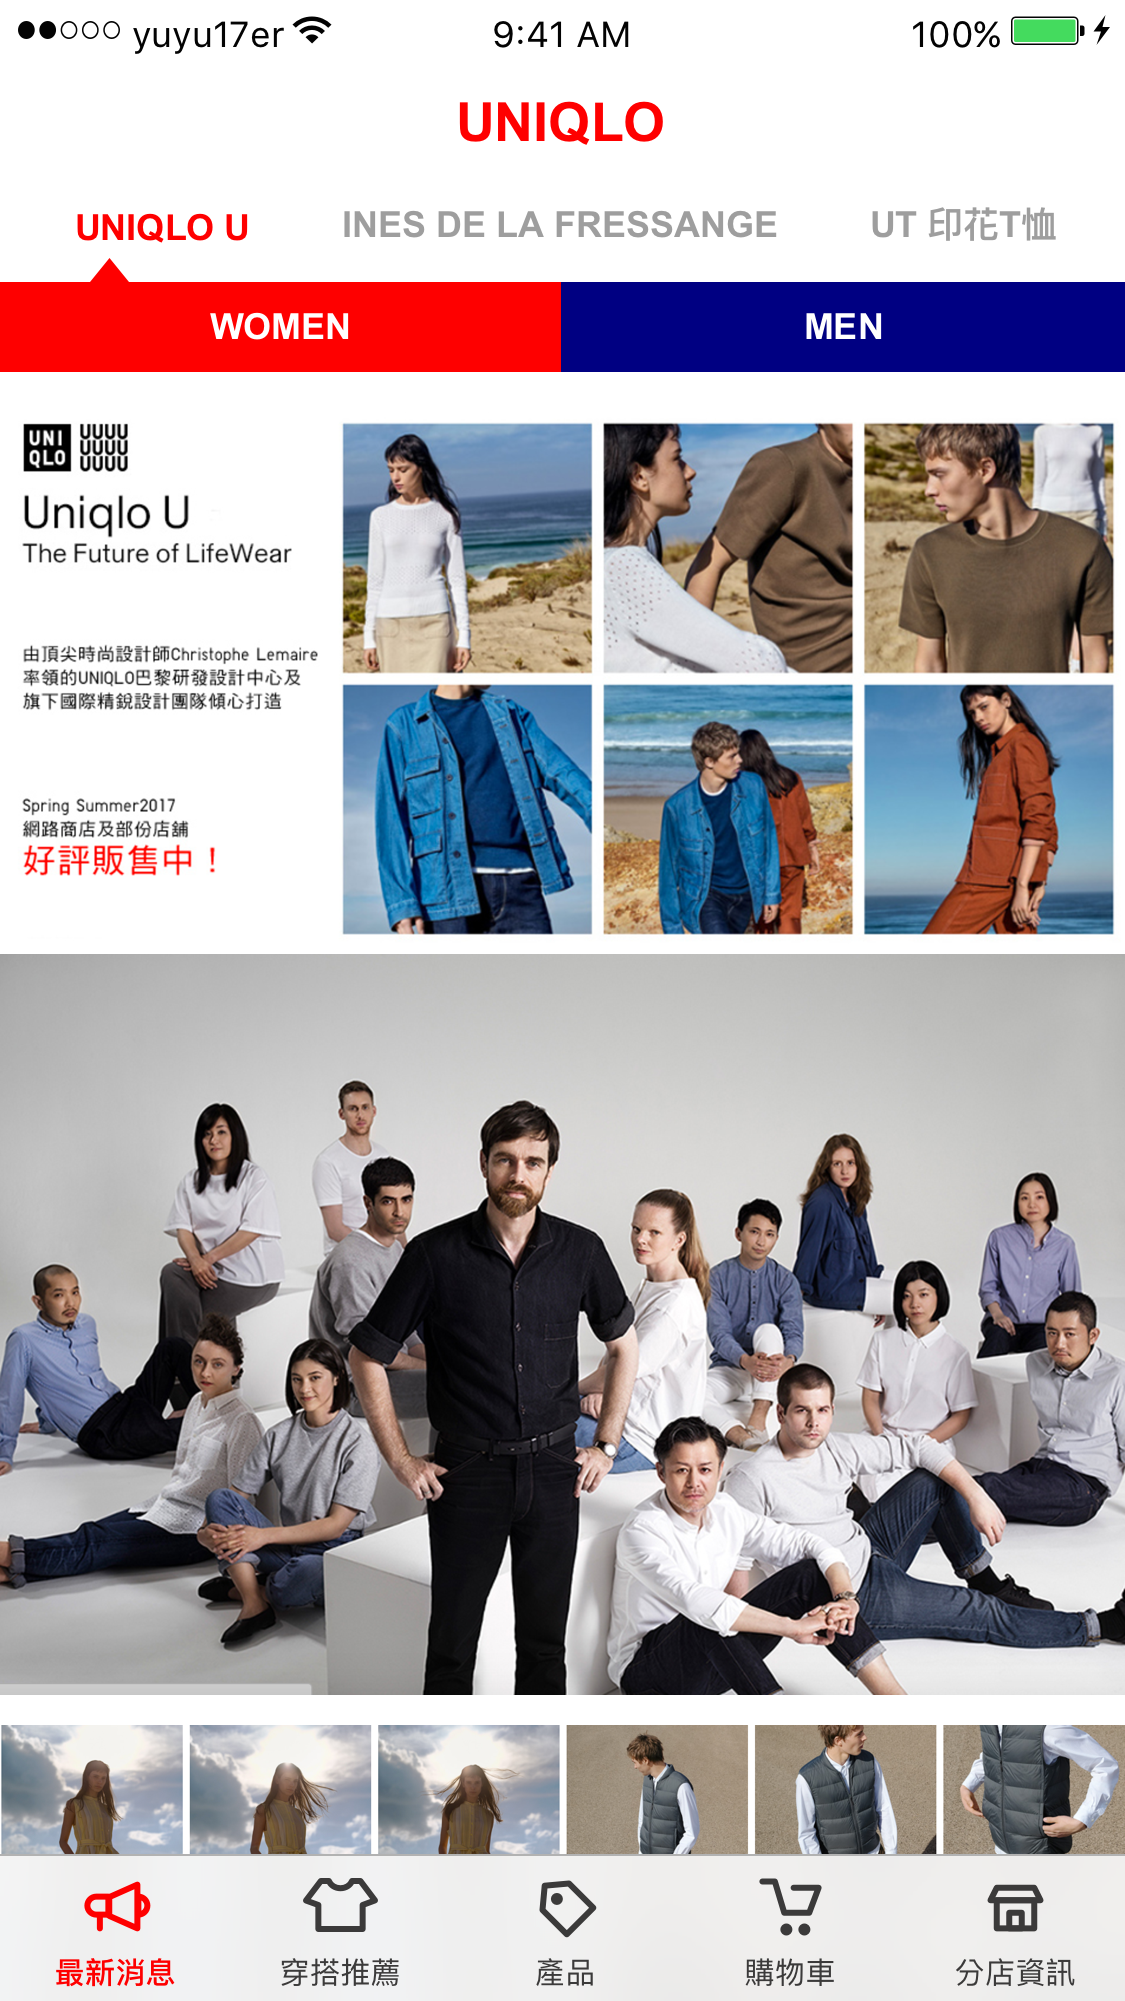 yuyu17er 9:41 AM 100%
UNIQLO
UNIQLO U INES DE LA FRESSANGE UT 印花T恤
WOMEN MEN
UNI
QLO
UUUU
UUUU
UUUU
Uniqlo U
The Future of LifeWear
由頂尖時尚設計師Christophe Lemaire
率領的UNIQLO巴黎研發設計中心及
旗下國際精銳設計團隊傾心打造
Spring Summer2017
網路商店及部份店舖
好評販售中！
最新消息 穿搭推薦 產品 購物車 分店資訊